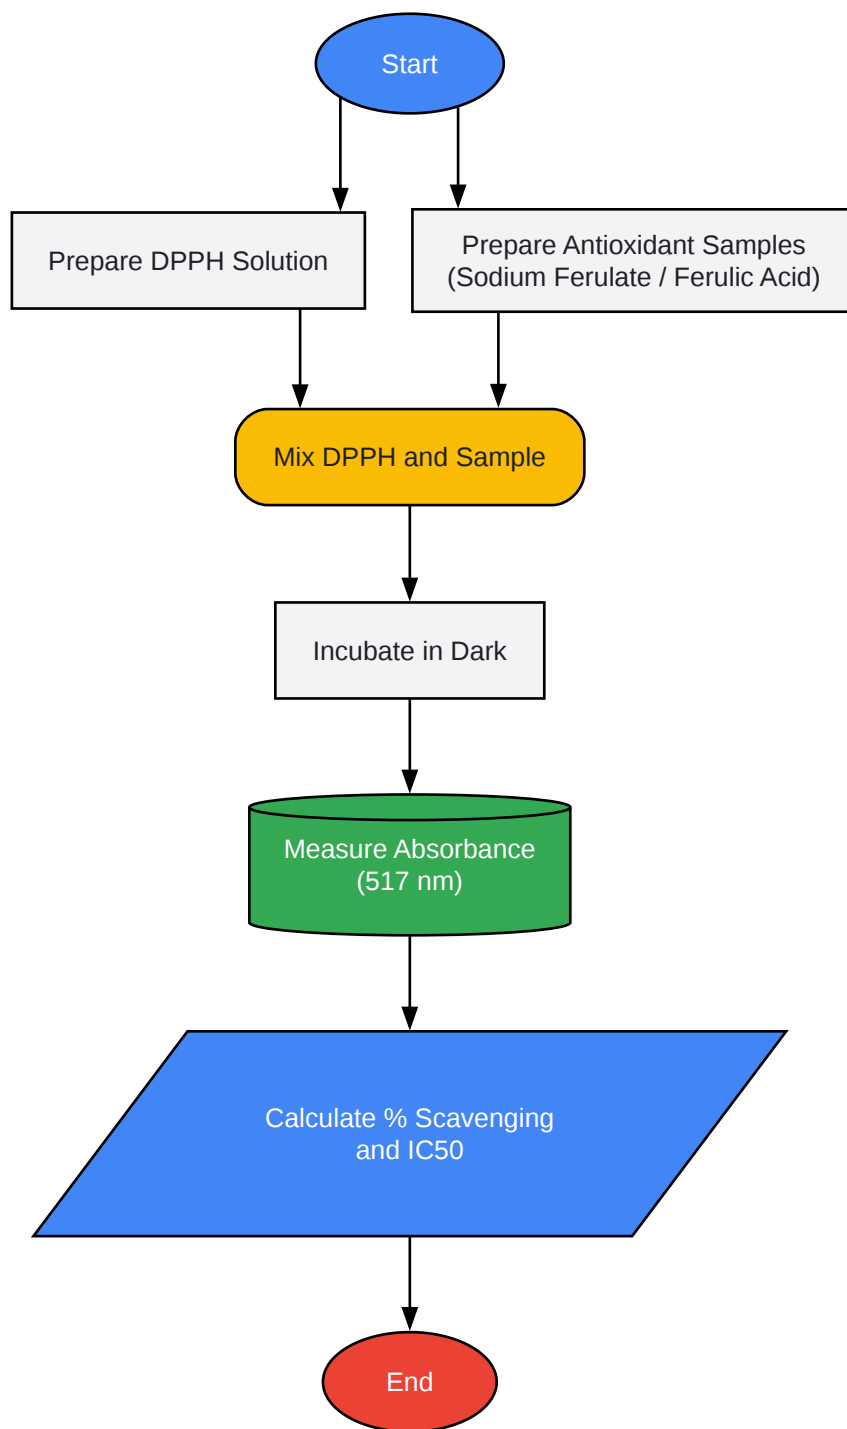 Start
Prepare DPPH Solution
Prepare Antioxidant Samples
(Sodium Ferulate / Ferulic Acid)
Mix DPPH and Sample
Incubate in Dark
Measure Absorbance
(517 nm)
Calculate % Scavenging
and IC50
End